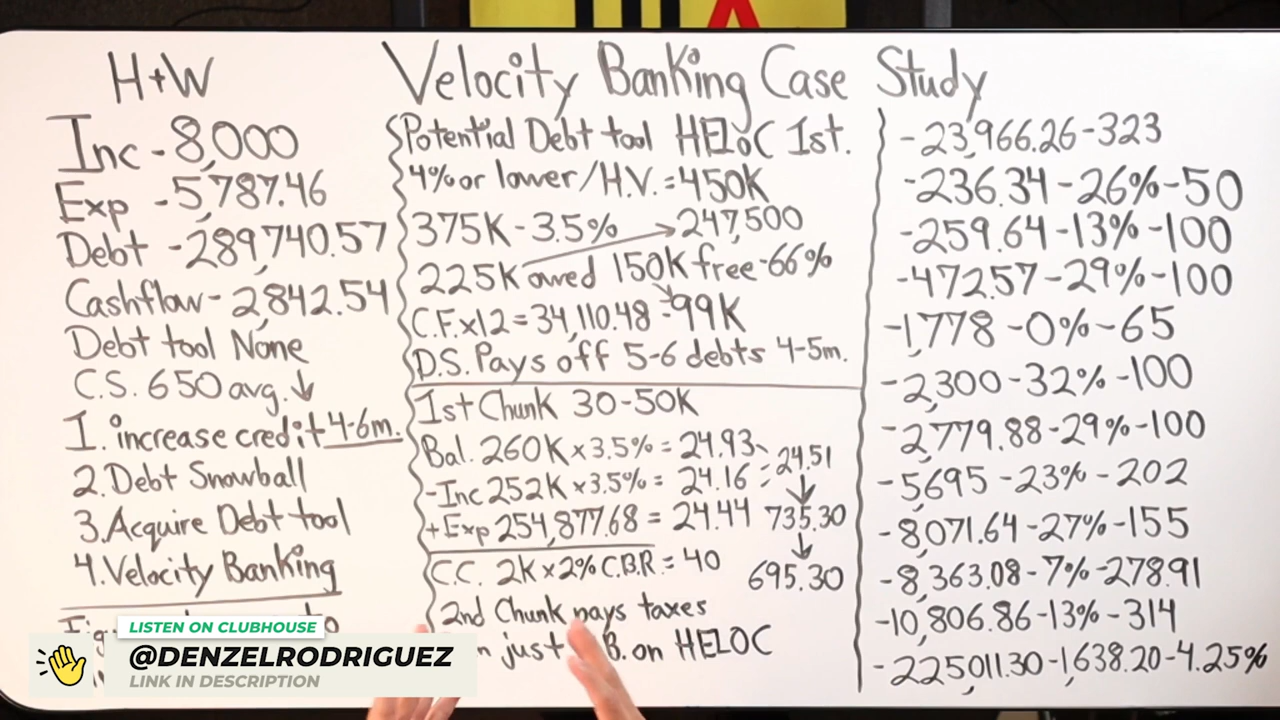 H+W
Velocity Banking Case Study
Inc - 8,000
Exp - 5,787.46
Debt - 289,740.57
Cashflow - 2,842.54
Debt tool None
C.S. 650 avg. ↓
1. increase credit 4-6m.
2. Debt Snowball
3. Acquire Debt tool
4. Velocity Banking
Potential Debt tool HELOC 1st.
4% or lower / H.V. = 450K
375K - 3.5% → 247,500
225K owed 150K free - 66%
C.F. x 12 = 34,110.48 = 99K
D.S. Pays off 5-6 debts 4-5m.
1st Chunk 30-50K
Bal. 260K x 3.5% = 24.93
- Inc 252K x 3.5% = 24.16 = 24.51
+ Exp 254,877.68 = 24.44 735.30
C.C. 2K x 2% C.B.R. = 40 695.30
2nd Chunk pays taxes
just B. on HELOC
- 23,966.26 - 323
- 236.34 - 26% - 50
- 259.64 - 13% - 100
- 472.57 - 29% - 100
- 1,778 - 0% - 65
- 2,300 - 32% - 100
- 2,779.88 - 29% - 100
- 5695 - 23% - 202
- 8,071.64 - 27% - 155
- 8,363.08 - 7% - 278.91
- 10,806.86 - 13% - 314
- 225,011.30 - 1,638.20 - 4.25%
LISTEN ON CLUBHOUSE
@DENZELRODRIGUEZ
LINK IN DESCRIPTION